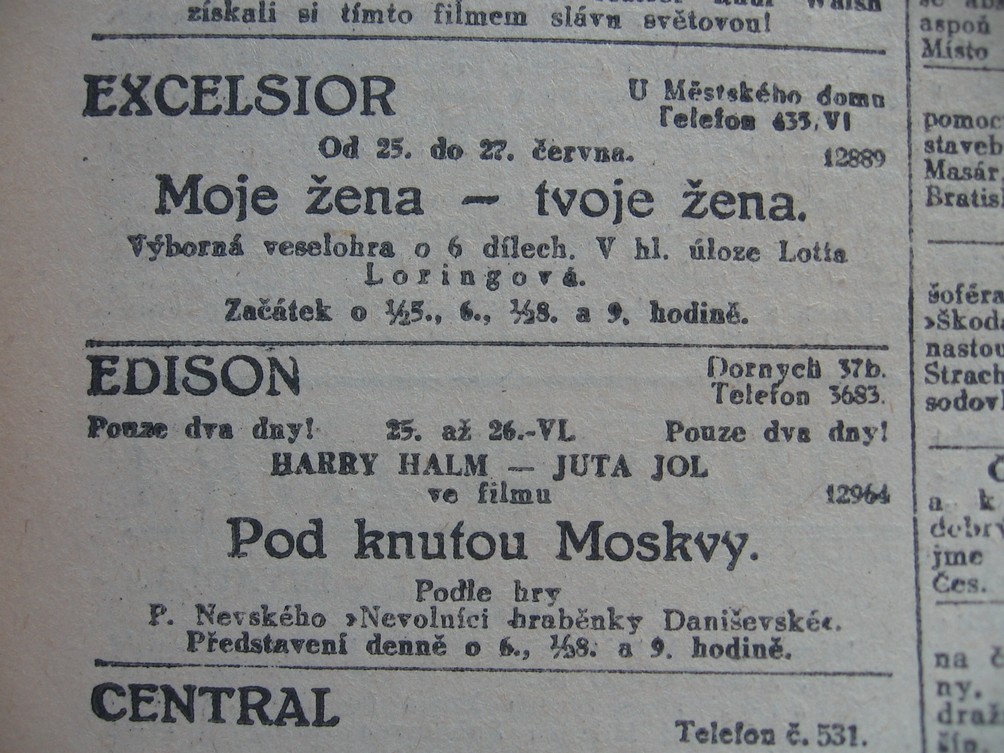 získali si tímto filmem slávu světovou!
EXCELSIOR
U Městského domu
Telefon 435, VI
Od 25. do 27. června.
12889
Moje žena — tvoje žena.
Výborná veselohra o 6 dílech. V hl. úloze Lotta
Loringová.
Začátek o ½5., 6., ½8. a 9. hodině.
EDISON
Dornych 37b.
Telefon 3683.
Pouze dva dny! 25. až 26.-VI. Pouze dva dny!
HARRY HALM — JUTA JOL
ve filmu
12964
Pod knutou Moskvy.
Podle hry
P. Nevského »Nevolníci hraběnky Daniševské«.
Představení denně o 6., ½8. a 9. hodině.
CENTRAL
Telefon č. 531.
aspoň
Místo
pomoc
staveb
Masár,
Bratis
šoféra
»Škoda
nastou
Strach
sodov
Č
a k
debr
jme
Čes.
na č
ny.
draž